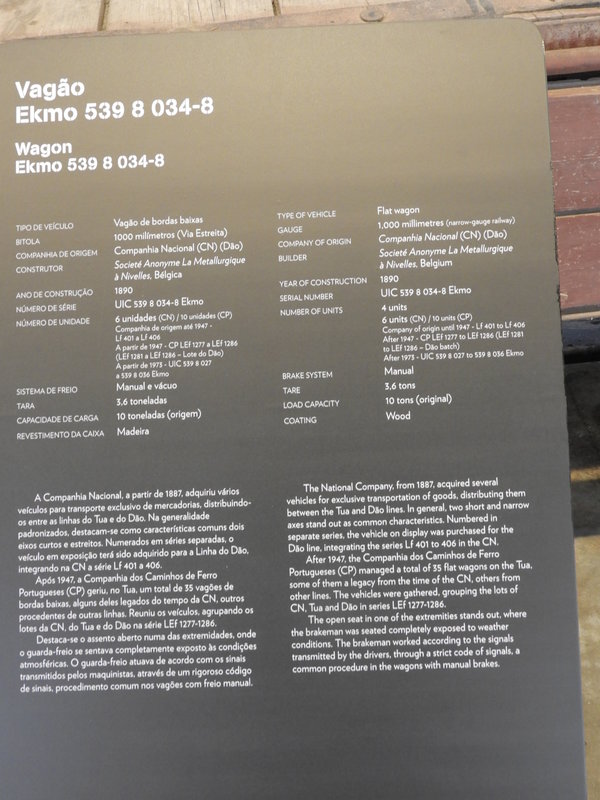 Vagão
Ekmo 539 8 034-8
Wagon
Ekmo 539 8 034-8
TIPO DE VEÍCULO Vagão de bordas baixas
BITOLA 1000 milímetros (Via Estreita)
COMPANHIA DE ORIGEM Companhia Nacional (CN) (Dão)
CONSTRUTOR Societé Anonyme La Metallurgique
à Nivelles, Bélgica
ANO DE CONSTRUÇÃO 1890
NÚMERO DE SÉRIE UIC 539 8 034-8 Ekmo
NÚMERO DE UNIDADE 6 unidades (CN) / 10 unidades (CP)
Companhia de origem até 1947 -
Lf 401 a Lf 406
A partir de 1947 - CP LEf 1277 a LEf 1286
(LEf 1281 a LEf 1286 – Lote do Dão)
A partir de 1973 - UIC 539 8 027
a 539 8 036 Ekmo
SISTEMA DE FREIO Manual e vácuo
TARA 3,6 toneladas
CAPACIDADE DE CARGA 10 toneladas (origem)
REVESTIMENTO DA CAIXA Madeira
TYPE OF VEHICLE Flat wagon
GAUGE 1,000 millimetres (narrow-gauge railway)
COMPANY OF ORIGIN Companhia Nacional (CN) (Dão)
BUILDER Societé Anonyme La Metallurgique
à Nivelles, Belgium
YEAR OF CONSTRUCTION 1890
SERIAL NUMBER UIC 539 8 034-8 Ekmo
NUMBER OF UNITS 4 units
6 units (CN) / 10 units (CP)
Company of origin until 1947 - Lf 401 to Lf 406
After 1947 - CP LEf 1277 to LEf 1286 (LEf 1281
to LEf 1286 – Dão batch)
After 1973 - UIC 539 8 027 to 539 8 036 Ekmo
BRAKE SYSTEM Manual
TARE 3.6 tons
LOAD CAPACITY 10 tons (original)
COATING Wood
A Companhia Nacional, a partir de 1887, adquiriu vários
veículos para transporte exclusivo de mercadorias, distribuindo-
os entre as linhas do Tua e do Dão. Na generalidade
padronizados, destacam-se como características comuns dois
eixos curtos e estreitos. Numerados em séries separadas, o
veículo em exposição terá sido adquirido para a Linha do Dão,
integrando na CN a série Lf 401 a 406.
Após 1947, a Companhia dos Caminhos de Ferro
Portugueses (CP) geriu, no Tua, um total de 35 vagões de
bordas baixas, alguns deles legados do tempo da CN, outros
procedentes de outras linhas. Reuniu os veículos, agrupando os
lotes da CN, do Tua e do Dão na série LEf 1277-1286.
Destaca-se o assento aberto numa das extremidades, onde
o guarda-freio se sentava completamente exposto às condições
atmosféricas. O guarda-freio atuava de acordo com os sinais
transmitidos pelos maquinistas, através de um rigoroso código
de sinais, procedimento comum nos vagões com freio manual.
The National Company, from 1887, acquired several
vehicles for exclusive transportation of goods, distributing them
between the Tua and Dão lines. In general, two short and narrow
axes stand out as common characteristics. Numbered in
separate series, the vehicle on display was purchased for the
Dão line, integrating the series Lf 401 to 406 in the CN.
After 1947, the Companhia dos Caminhos de Ferro
Portugueses (CP) managed a total of 35 flat wagons on the Tua,
some of them a legacy from the time of the CN, others from
other lines. The vehicles were gathered, grouping the lots of
CN, Tua and Dão in series LEf 1277-1286.
The open seat in one of the extremities stands out, where
the brakeman was seated completely exposed to weather
conditions. The brakeman worked according to the signals
transmitted by the drivers, through a strict code of signals, a
common procedure in the wagons with manual brakes.